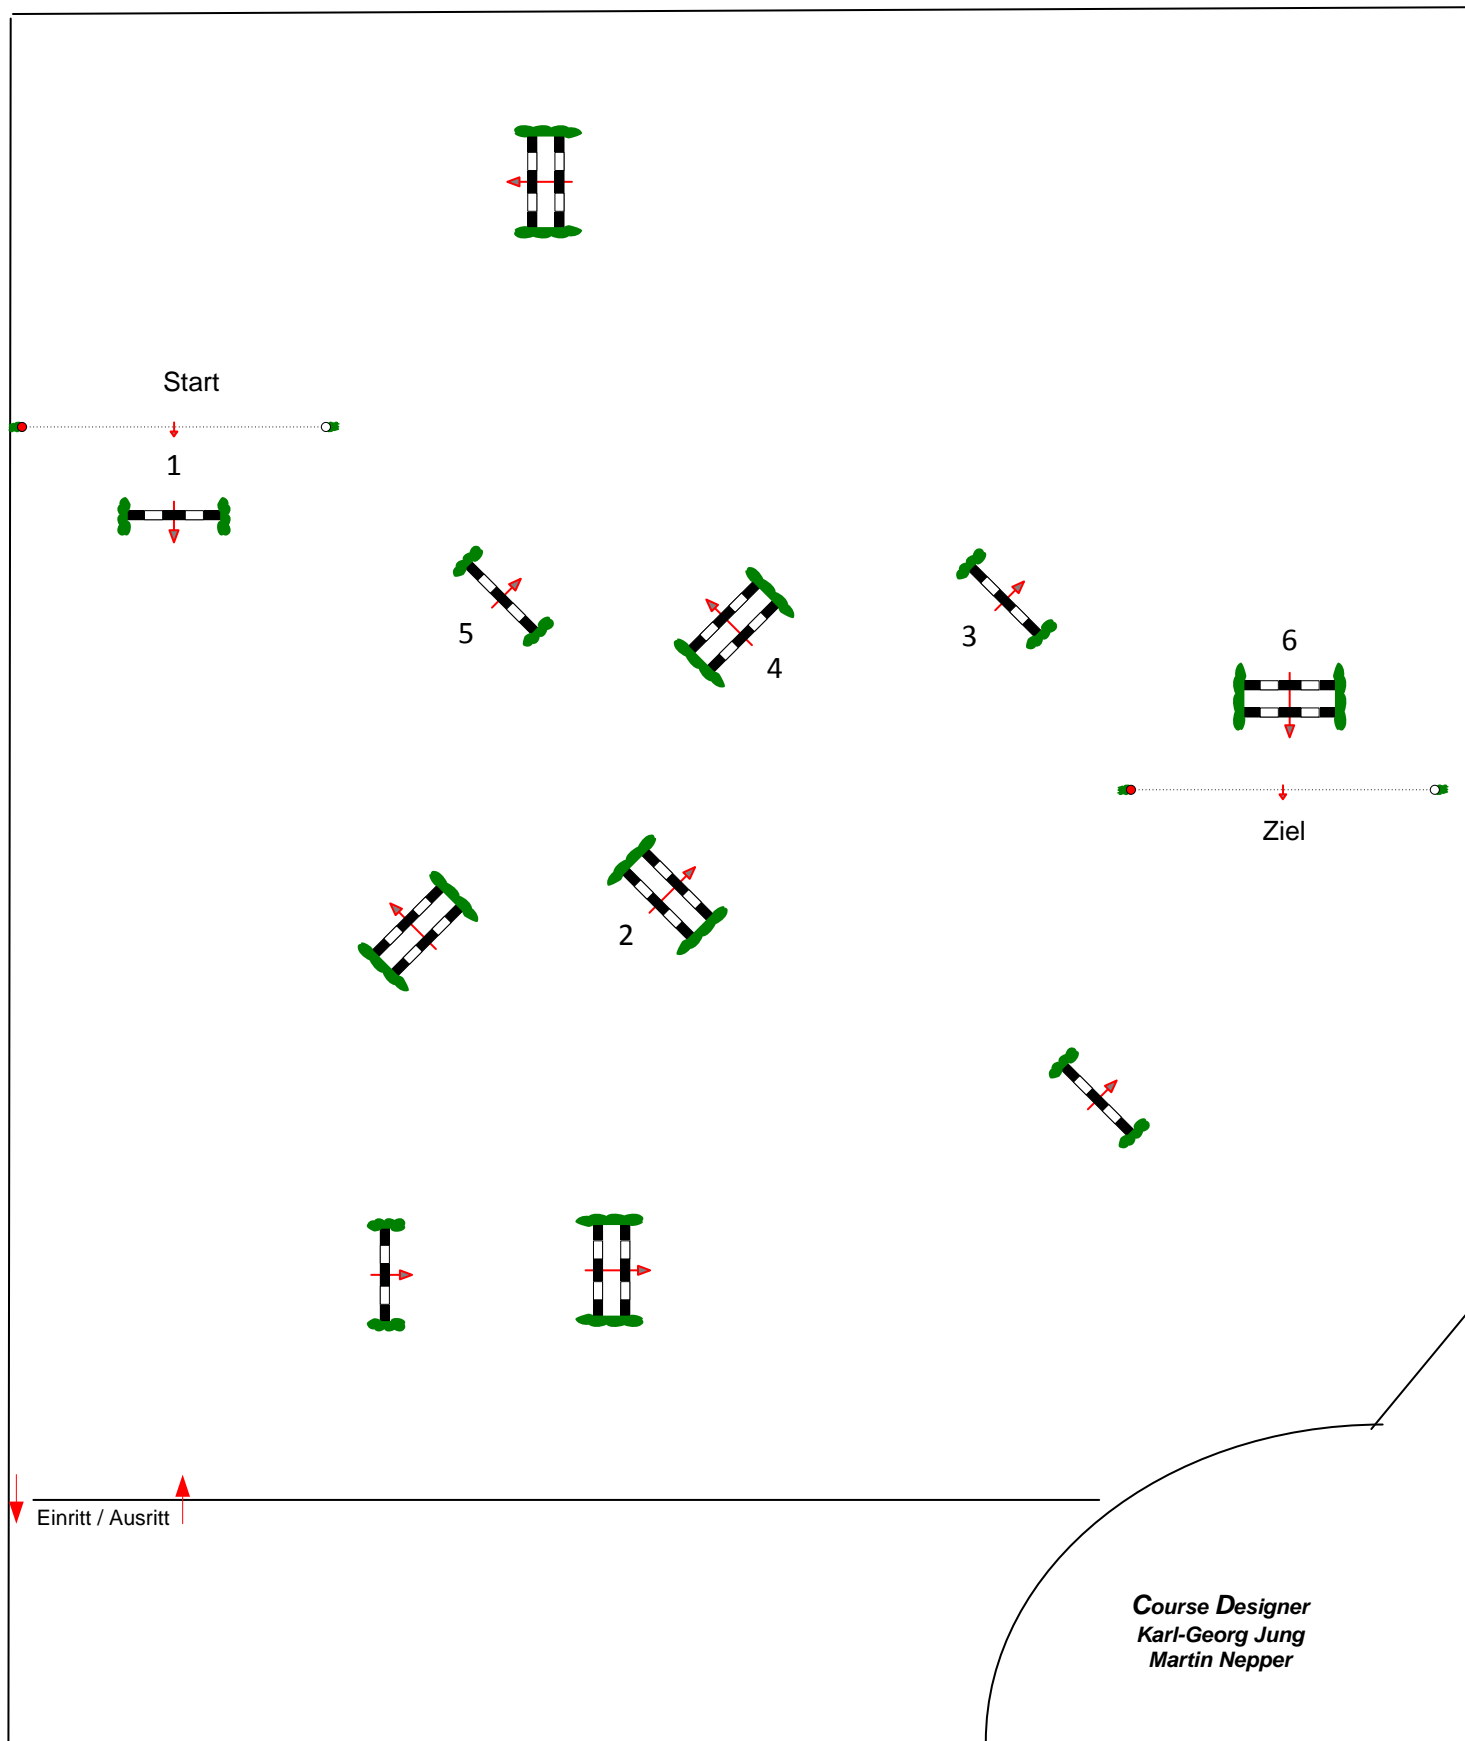 Start
1
5
4
3
6
Ziel
2
Einritt / Ausritt
Course Designer
Karl-Georg Jung
Martin Nepper